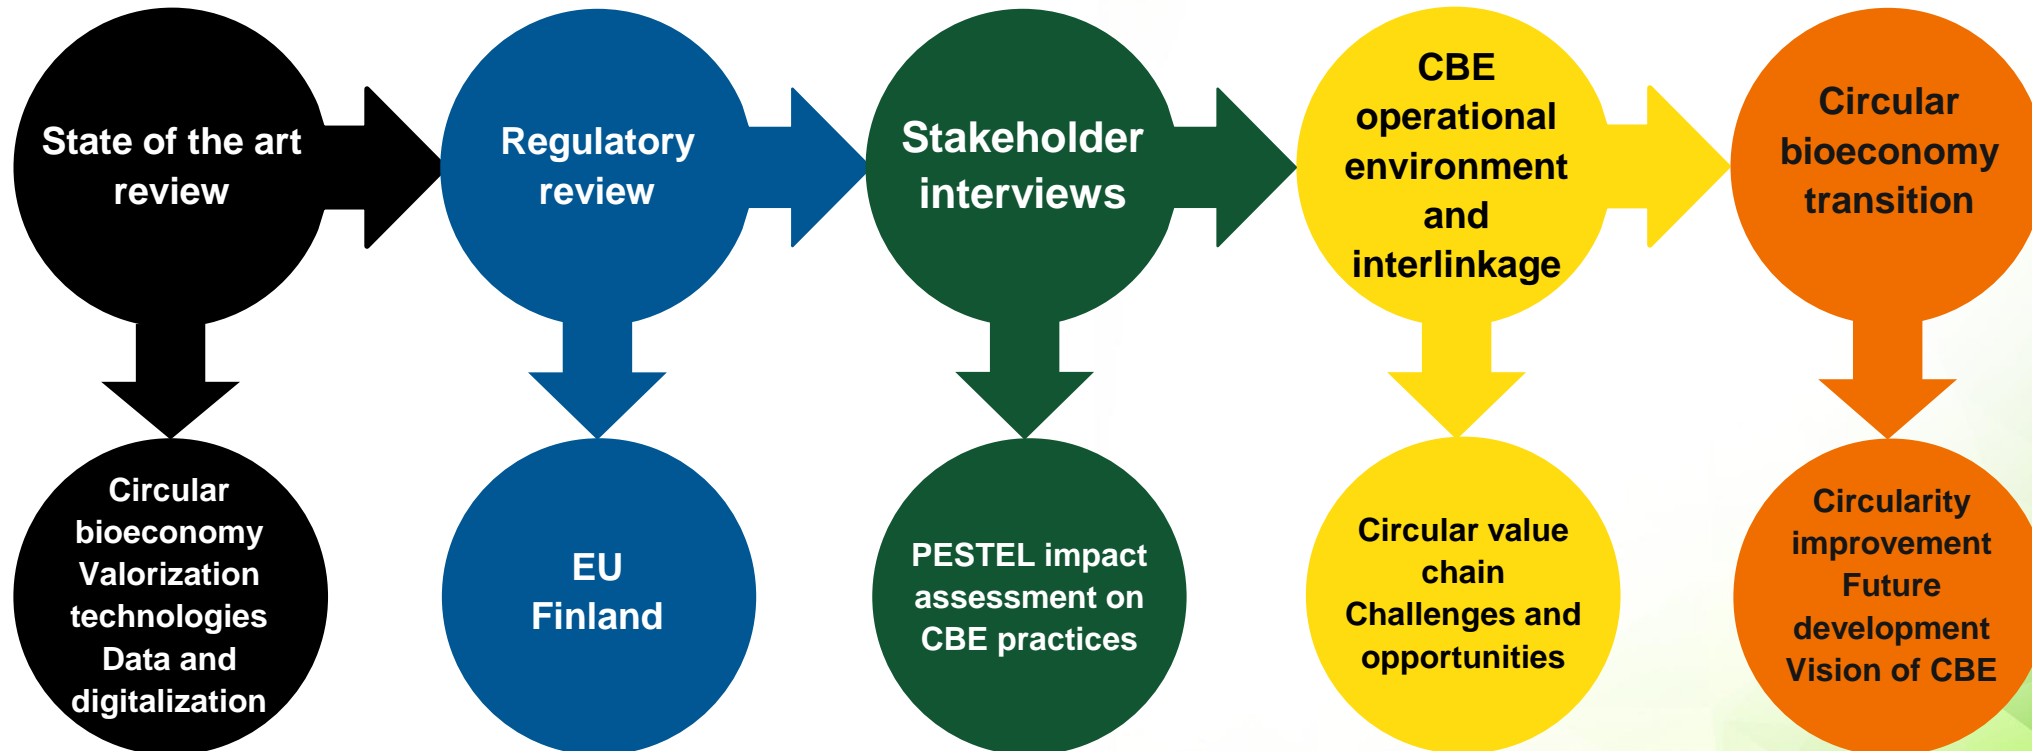 State of the art
review
Regulatory
review
Stakeholder
interviews
CBE
operational
environment
and
interlinkage
Circular
bioeconomy
transition
Circular
bioeconomy
Valorization
technologies
Data and
digitalization
EU
Finland
PESTEL impact
assessment on
CBE practices
Circular value
chain
Challenges and
opportunities
Circularity
improvement
Future
development
Vision of CBE